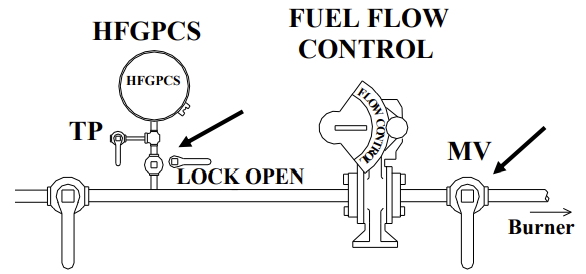 HFGPCS
FUEL FLOW
CONTROL
HFGPCS
FLOW CONTROL
TP
LOCK OPEN
MV
Burner